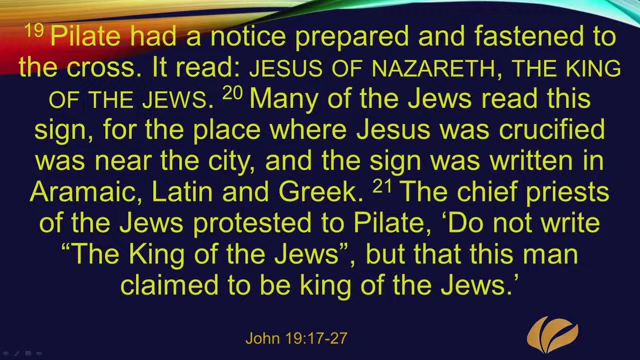 19 Pilate had a notice prepared and fastened to
the cross. It read: JESUS OF NAZARETH, THE KING
OF THE JEWS. 20 Many of the Jews read this
sign, for the place where Jesus was crucified
was near the city, and the sign was written in
Aramaic, Latin and Greek. 21 The chief priests
of the Jews protested to Pilate, ‘Do not write
“The King of the Jews”, but that this man
claimed to be king of the Jews.’
John 19:17-27